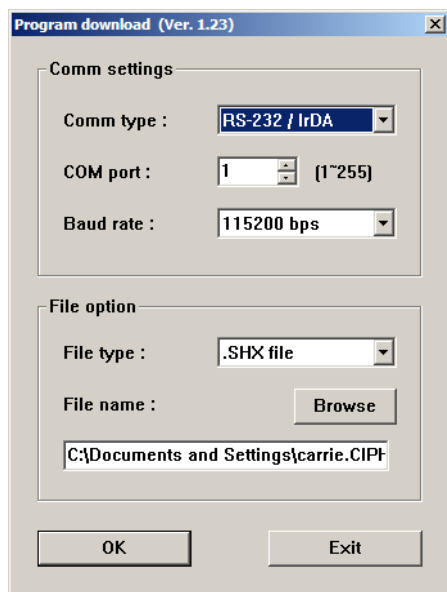 Program download (Ver. 1.23)
Comm settings
Comm type : RS-232 / IrDA
COM port : 1 (1~255)
Baud rate : 115200 bps
File option
File type : .SHX file
File name : Browse
C:\Documents and Settings\carrie.CIPH
OK Exit